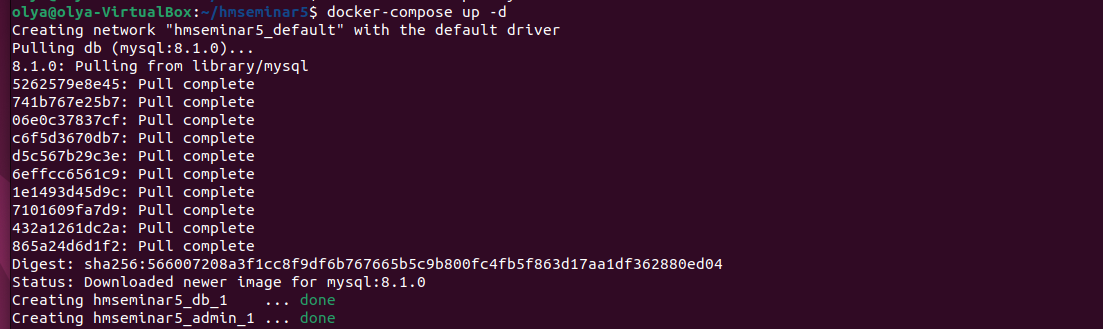 olya@olya-VirtualBox:~/hmseminar5$ docker-compose up -d
Creating network "hmseminar5_default" with the default driver
Pulling db (mysql:8.1.0)...
8.1.0: Pulling from library/mysql
5262579e8e45: Pull complete
741b767e25b7: Pull complete
06e0c37837cf: Pull complete
c6f5d3670db7: Pull complete
d5c567b29c3e: Pull complete
6effcc6561c9: Pull complete
1e1493d45d9c: Pull complete
7101609fa7d9: Pull complete
432a1261dc2a: Pull complete
865a24d6d1f2: Pull complete
Digest: sha256:566007208a3f1cc8f9df6b767665b5c9b800fc4fb5f863d17aa1df362880ed04
Status: Downloaded newer image for mysql:8.1.0
Creating hmseminar5_db_1    ... done
Creating hmseminar5_admin_1 ... done